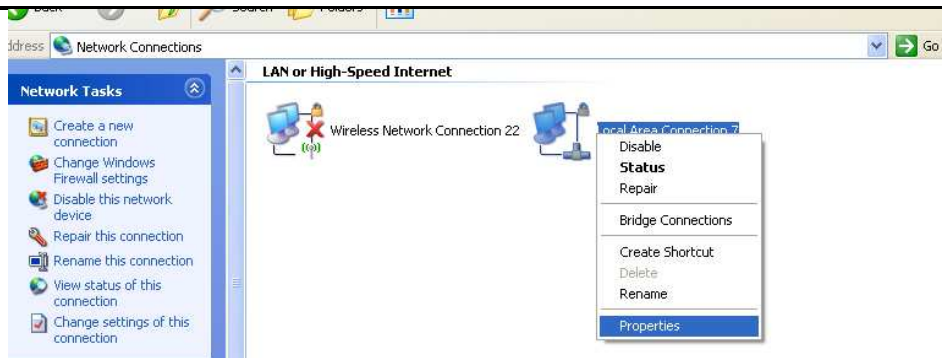 Back
Search
Folders
Address
Network Connections
Go
LAN or High-Speed Internet
Network Tasks
Create a new
connection
Change Windows
Firewall settings
Disable this network
device
Repair this connection
Rename this connection
View status of this
connection
Change settings of this
connection
Wireless Network Connection 22
Local Area Connection 7
Disable
Status
Repair
Bridge Connections
Create Shortcut
Delete
Rename
Properties